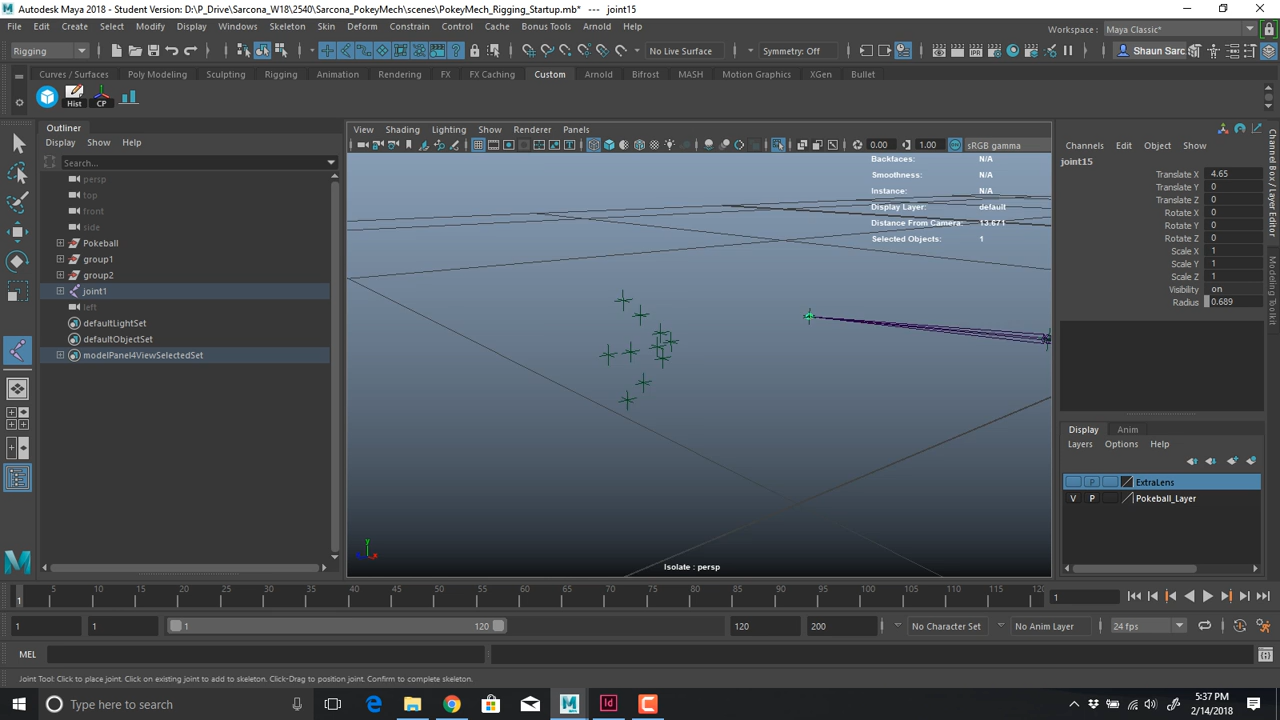 Autodesk Maya 2018 - Student Version: D:\P_Drive\Sarcona_W18\2540\Sarcona_PokeyMech\scenes\PokeyMech_Rigging_Startup.mb* --- joint15
File Edit Create Select Modify Display Windows Skeleton Skin Deform Constrain Control Cache Bonus Tools Arnold Help
Workspace : Maya Classic*
Rigging
No Live Surface
Symmetry: Off
Shaun Sarc
Curves / Surfaces Poly Modeling Sculpting Rigging Animation Rendering FX FX Caching Custom Arnold Bifrost MASH Motion Graphics XGen Bullet
Hist CP
Outliner
Display Show Help
Search...
persp
top
front
side
Pokeball
group1
group2
joint1
left
defaultLightSet
defaultObjectSet
modelPanel4ViewSelectedSet
View Shading Lighting Show Renderer Panels
0.00 1.00 sRGB gamma
Backfaces: N/A
Smoothness: N/A
Instance: N/A
Display Layer: default
Distance From Camera: 13.671
Selected Objects: 1
y
x
Isolate : persp
Channels Edit Object Show
joint15
Translate X 4.65
Translate Y 0
Translate Z 0
Rotate X 0
Rotate Y 0
Rotate Z 0
Scale X 1
Scale Y 1
Scale Z 1
Visibility on
Radius 0.689
Channel Box / Layer Editor
Modeling Toolkit
Display Anim
Layers Options Help
P ExtraLens
V P Pokeball_Layer
1 5 10 15 20 25 30 35 40 45 50 55 60 65 70 75 80 85 90 95 100 105 110 115 120
1
1 1 1 120 120 200
No Character Set
No Anim Layer
24 fps
MEL
Joint Tool: Click to place joint. Click on existing joint to add to skeleton. Click-Drag to position joint. Confirm to complete skeleton.
Type here to search
5:37 PM
2/14/2018